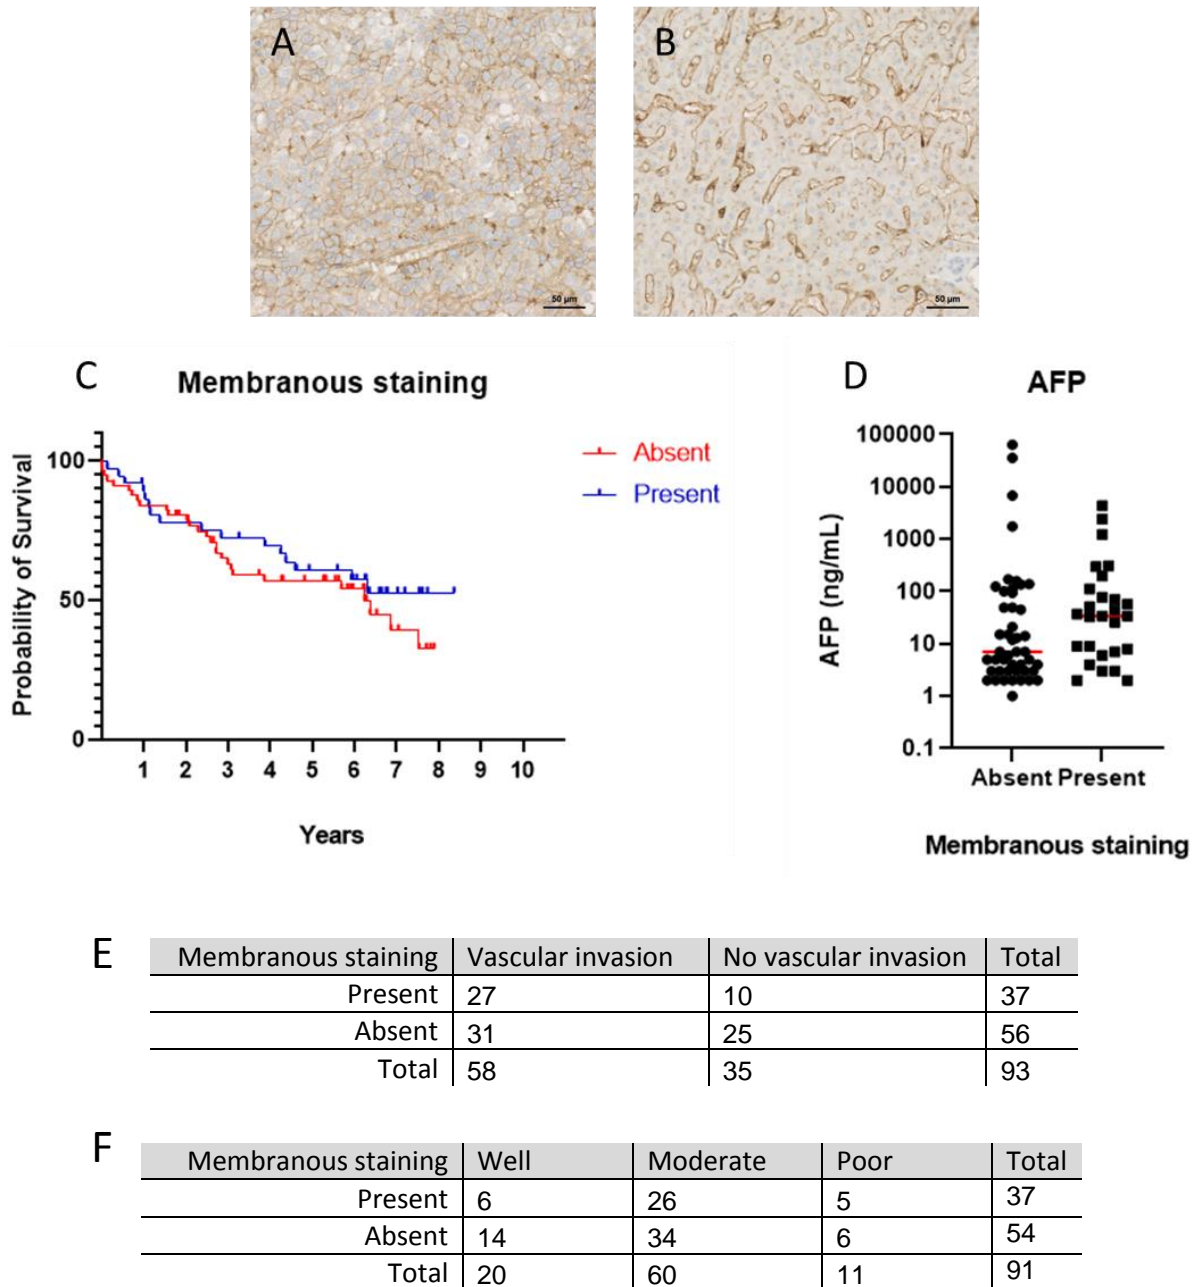 A
B
50 µm
50 µm
C
Membranous staining
Probability of Survival
100
50
0
1 2 3 4 5 6 7 8 9 10
Years
Absent
Present
D
AFP
AFP (ng/mL)
100000
10000
1000
100
10
1
0.1
Absent Present
Membranous staining
E
Membranous staining Vascular invasion No vascular invasion Total
Present 27 10 37
Absent 31 25 56
Total 58 35 93
F
Membranous staining Well Moderate Poor Total
Present 6 26 5 37
Absent 14 34 6 54
Total 20 60 11 91